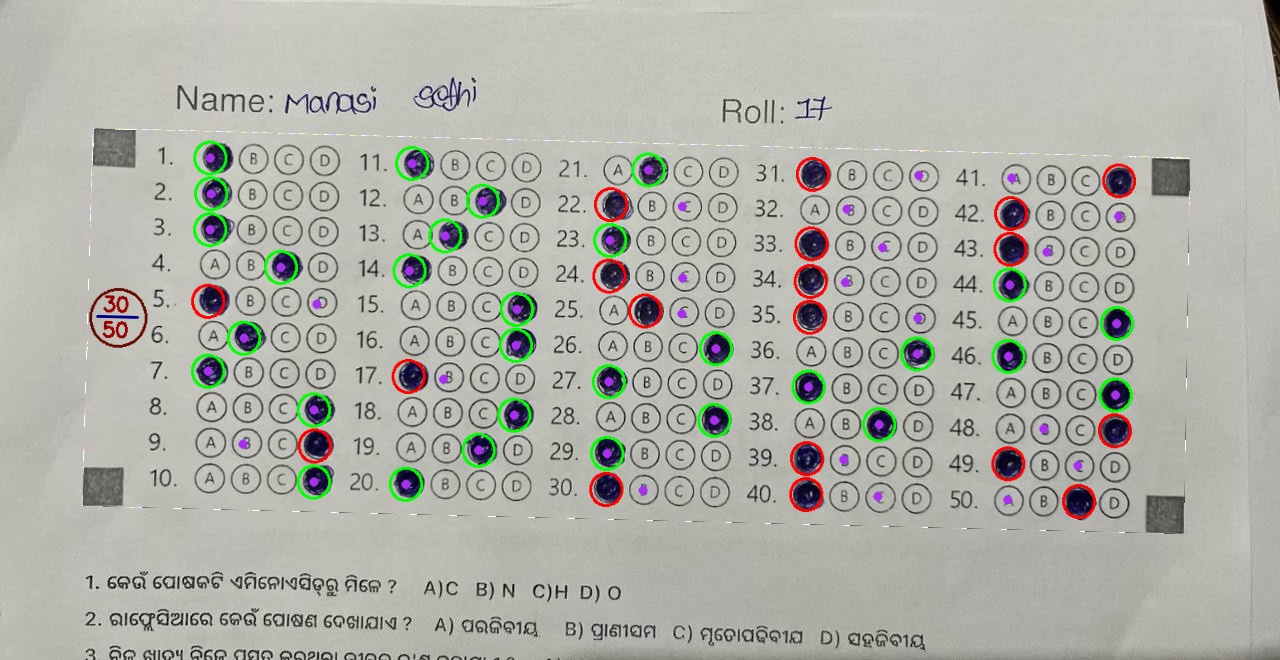 Name: Manasi Sethi Roll: 17
1. A B C D 11. A B C D 21. A B C D 31. A B C D 41. A B C D
2. A B C D 12. A B C D 22. A B C D 32. A B C D 42. A B C D
3. A B C D 13. A B C D 23. A B C D 33. A B C D 43. A B C D
4. A B C D 14. A B C D 24. A B C D 34. A B C D 44. A B C D
5. A B C D 15. A B C D 25. A B C D 35. A B C D 45. A B C D
30
50
6. A B C D 16. A B C D 26. A B C D 36. A B C D 46. A B C D
7. A B C D 17. A B C D 27. A B C D 37. A B C D 47. A B C D
8. A B C D 18. A B C D 28. A B C D 38. A B C D 48. A B C D
9. A B C D 19. A B C D 29. A B C D 39. A B C D 49. A B C D
10. A B C D 20. A B C D 30. A B C D 40. A B C D 50. A B C D
1. କେଉଁ ପୋଷକଟି ଏମିନୋଏସିଡ୍‌ରୁ ମିଳେ ? A)C B) N C)H D) O
2. ରାଫ୍ଲେସିଆରେ କେଉଁ ପୋଷଣ ଦେଖାଯାଏ ? A) ପରଜିବୀୟ B) ପ୍ରାଣୀସମ C) ମୃତୋପଜିବୀୟ D) ସହଜିବୀୟ
3. ନିଜ ଖାଦ୍ୟ ନିଜେ